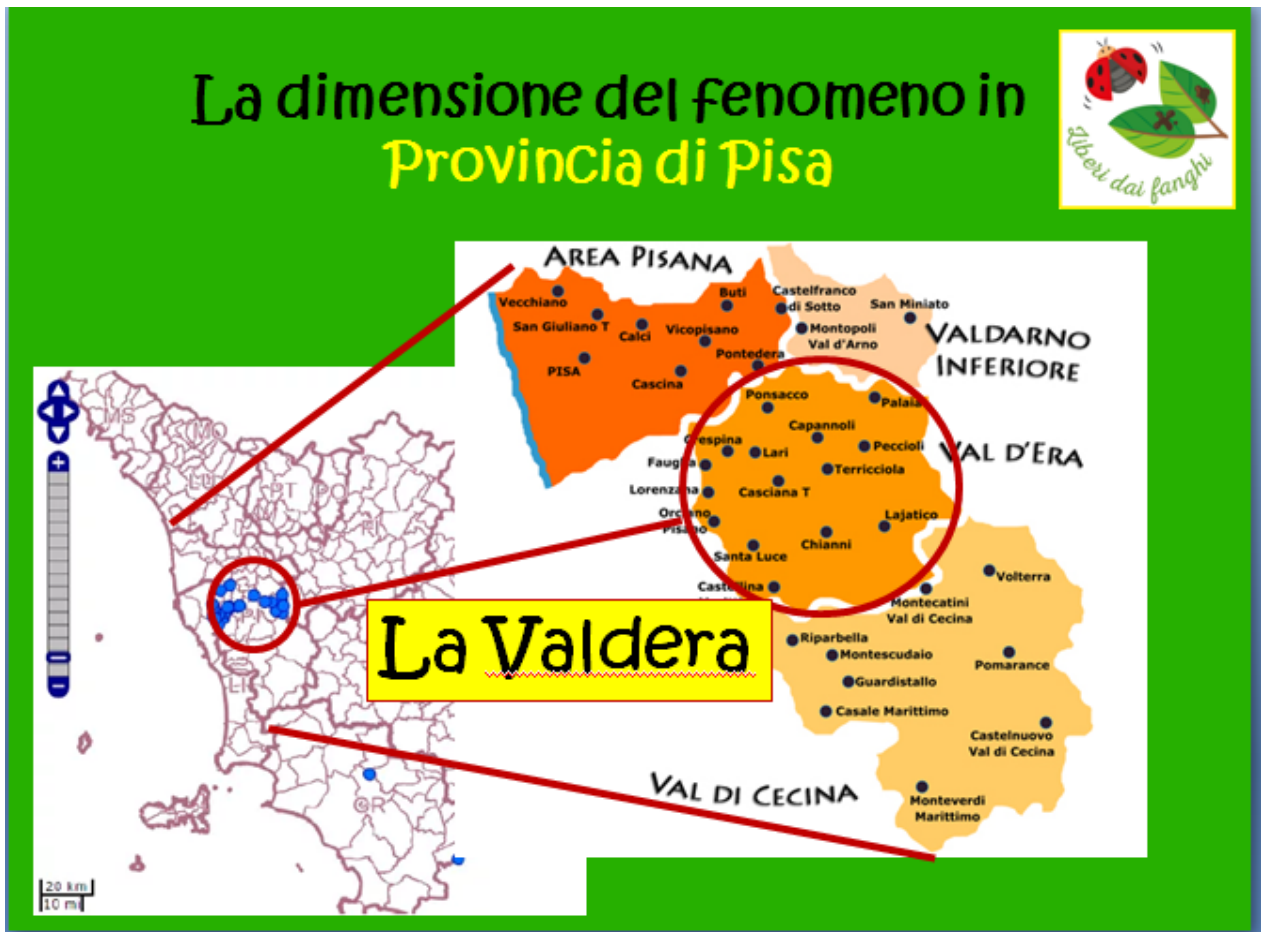 La dimensione del fenomeno in
Provincia di Pisa
Liberi dai fanghi
AREA PISANA
Vecchiano
San Giuliano T
Calci
Buti
Vicopisano
PISA
Cascina
Pontedera
Castelfranco
di Sotto
San Miniato
Montopoli
Val d'Arno
VALDARNO
INFERIORE
Ponsacco
Palaia
Capannoli
Crespina
Lari
Peccioli
VAL D'ERA
Fauglia
Terricciola
Lorenzana
Casciana T
Orciano
Pisano
Lajatico
Chianni
Santa Luce
Castellina
Volterra
Montecatini
Val di Cecina
La Valdera
Riparbella
Montescudaio
Pomarance
Guardistallo
Casale Marittimo
Castelnuovo
Val di Cecina
VAL DI CECINA
Monteverdi
Marittimo
MS
MO
LU
PT
PO
FI
PI
LI
GR
20 km
10 mi